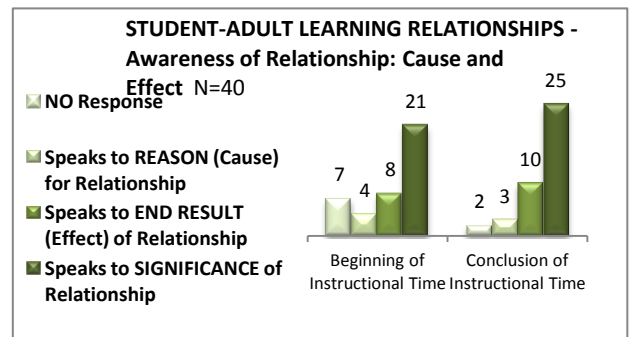 STUDENT-ADULT LEARNING RELATIONSHIPS -
Awareness of Relationship: Cause and
Effect N=40
NO Response
Speaks to REASON (Cause)
for Relationship
Speaks to END RESULT
(Effect) of Relationship
Speaks to SIGNIFICANCE of
Relationship
7
4
8
21
2
3
10
25
Beginning of
Instructional Time
Conclusion of
Instructional Time